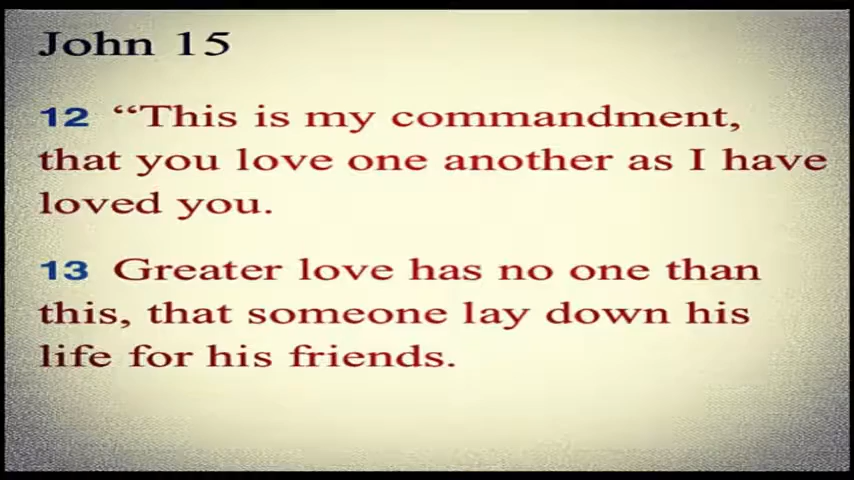 John 15
12 “This is my commandment,
that you love one another as I have
loved you.
13 Greater love has no one than
this, that someone lay down his
life for his friends.